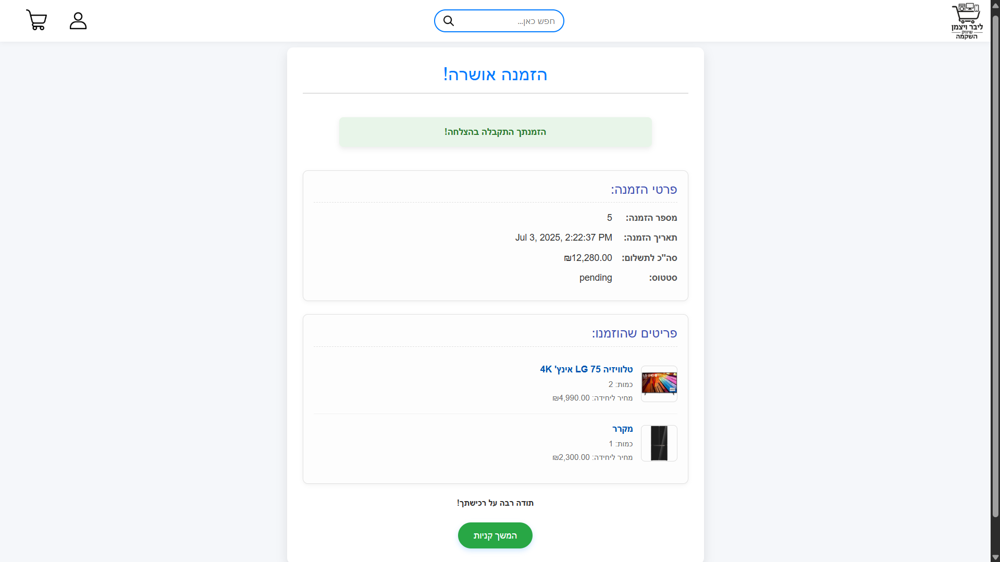 ליבר ויצמן
שיווק
השקמה
חפש כאן...
הזמנה אושרה!
הזמנתך התקבלה בהצלחה!
פרטי הזמנה:
מספר הזמנה: 5
תאריך הזמנה: Jul 3, 2025, 2:22:37 PM
סה"כ לתשלום: ₪12,280.00
סטטוס: pending
פריטים שהוזמנו:
טלוויזיה LG 75 אינץ' 4K
כמות: 2
מחיר ליחידה: ₪4,990.00
LG UHD
מקרר
כמות: 1
מחיר ליחידה: ₪2,300.00
תודה רבה על רכישתך!
המשך קניות